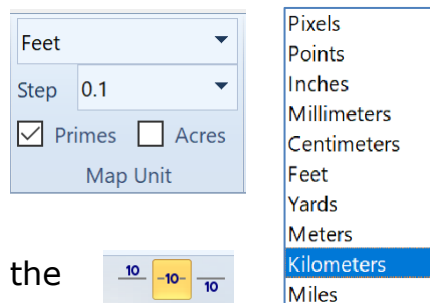 Feet
Step 0.1
Primes Acres
Map Unit
Pixels
Points
Inches
Millimeters
Centimeters
Feet
Yards
Meters
Kilometers
Miles
the 10 -10- 10